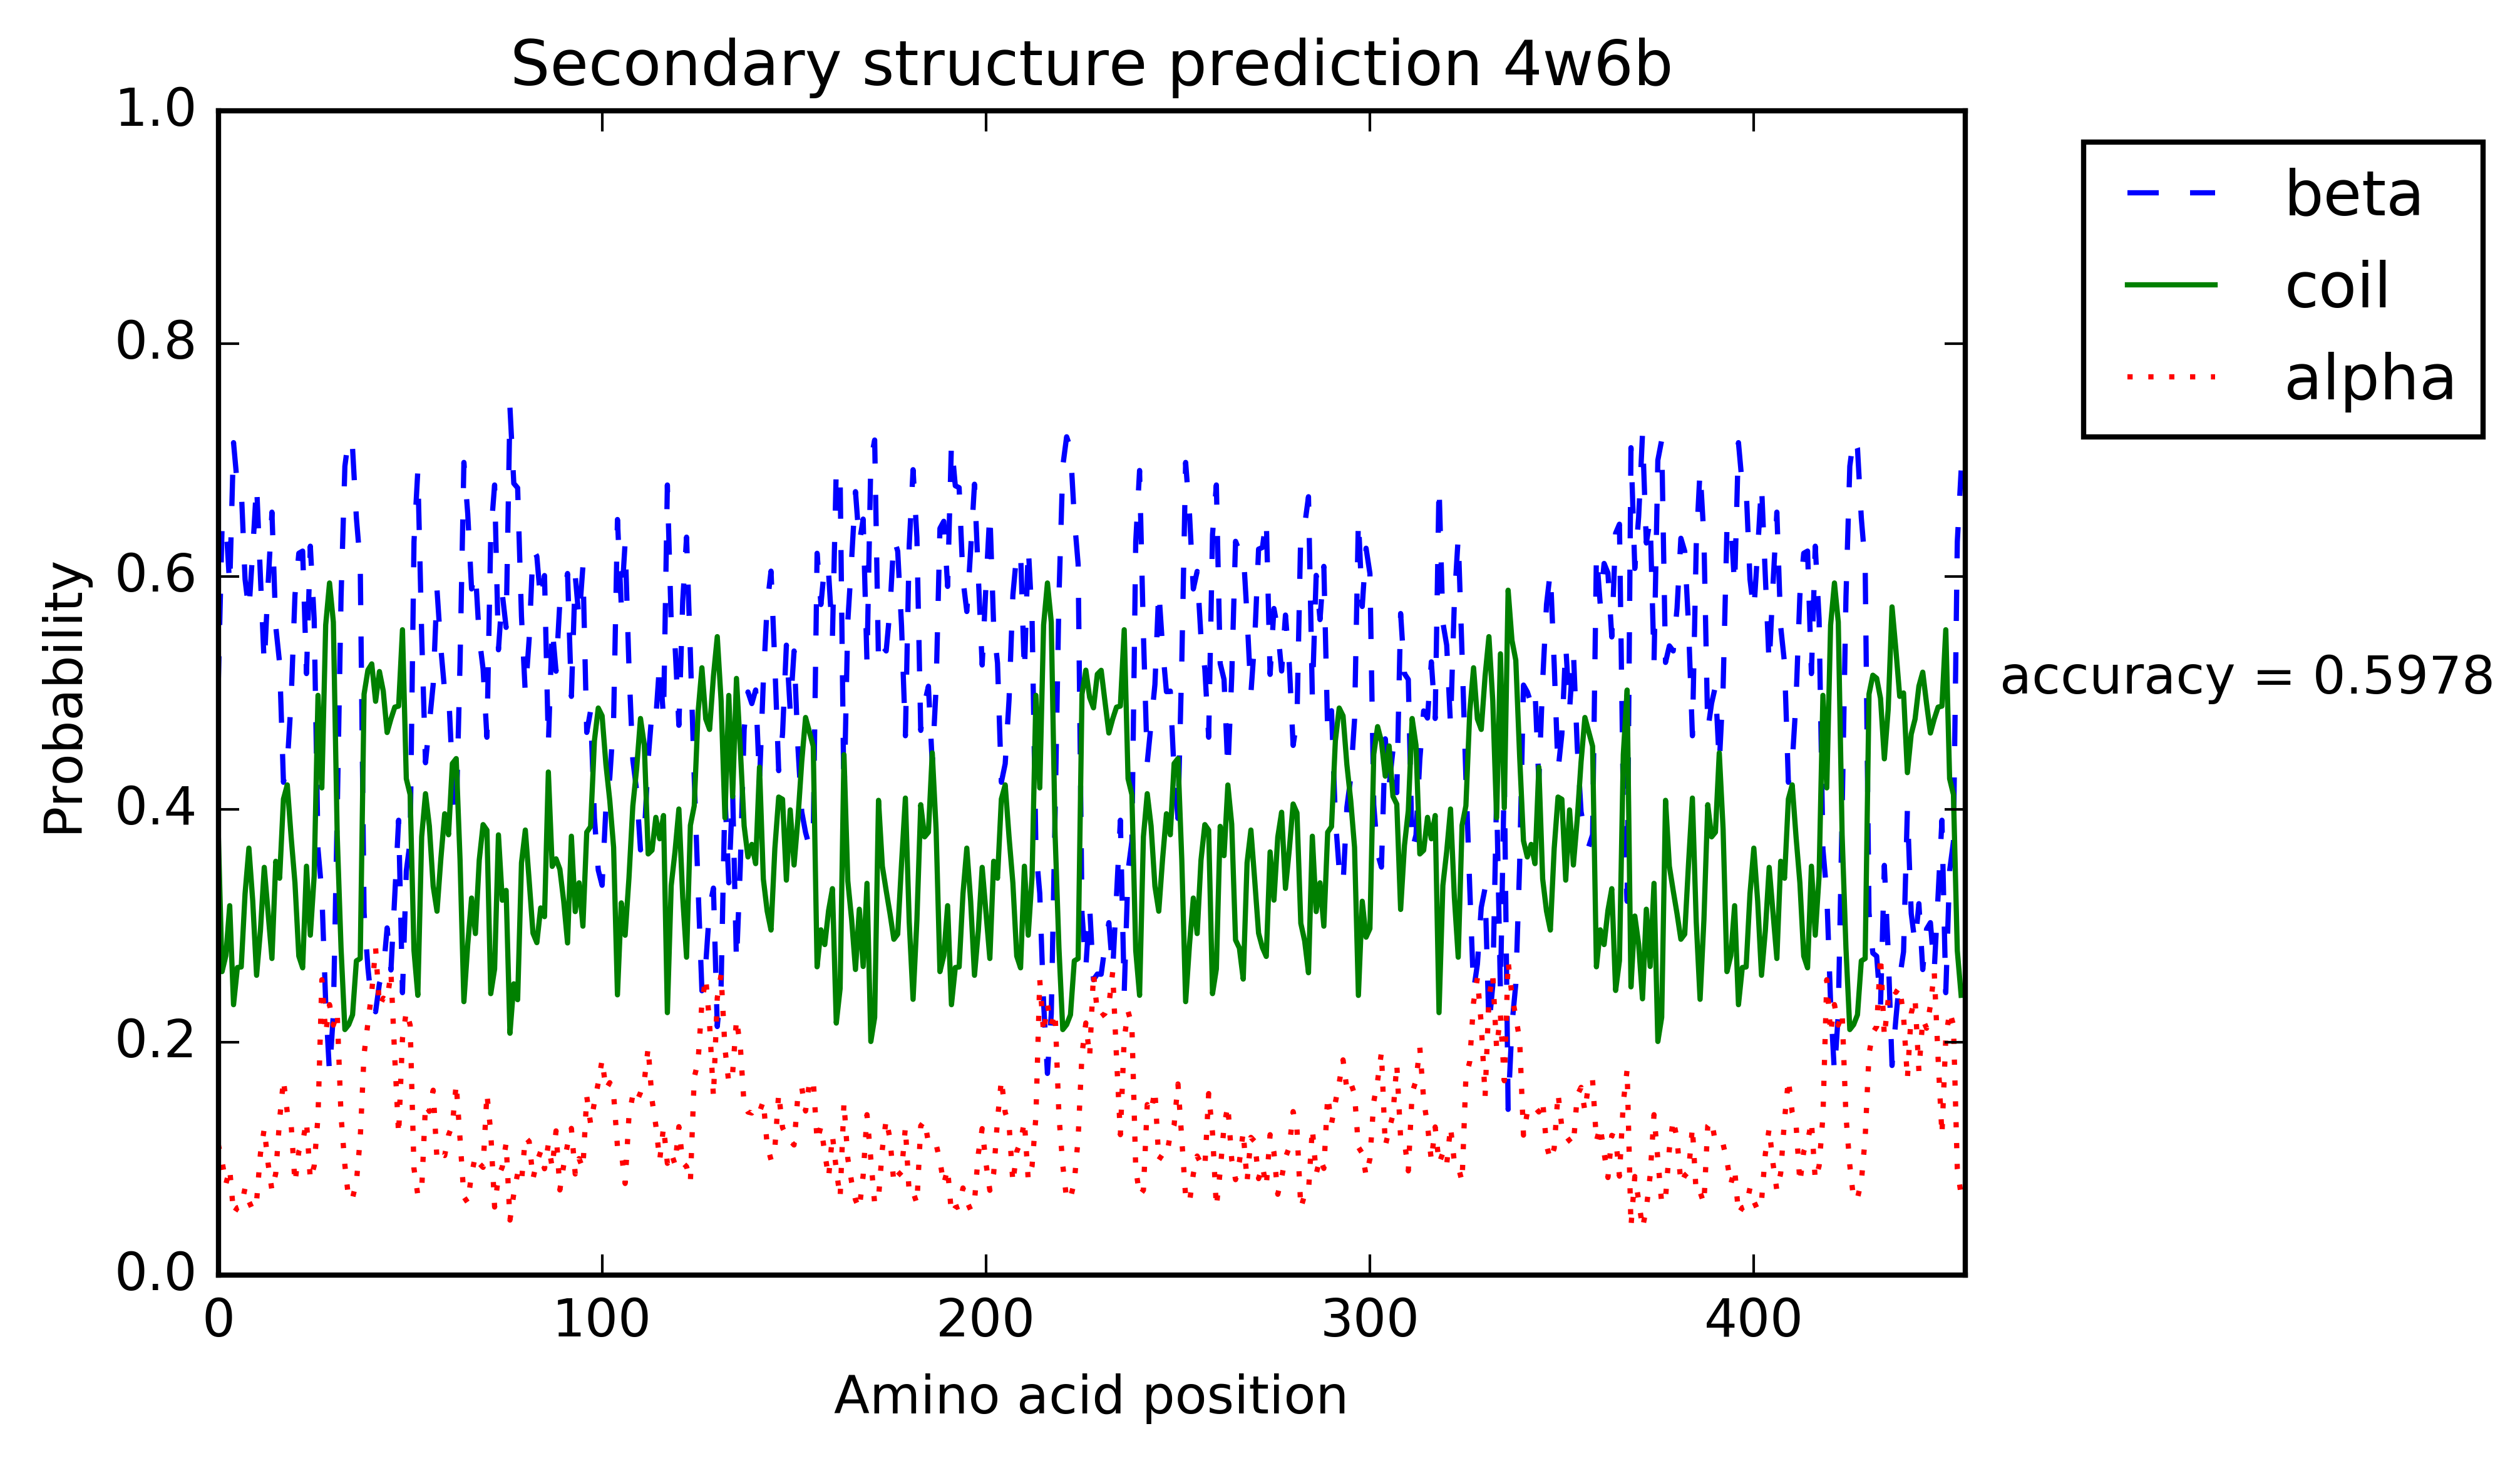 Secondary structure prediction 4w6b
1.0
0.8
0.6
0.4
0.2
0.0
Probability
0
100
200
300
400
Amino acid position
beta
coil
alpha
accuracy = 0.5978